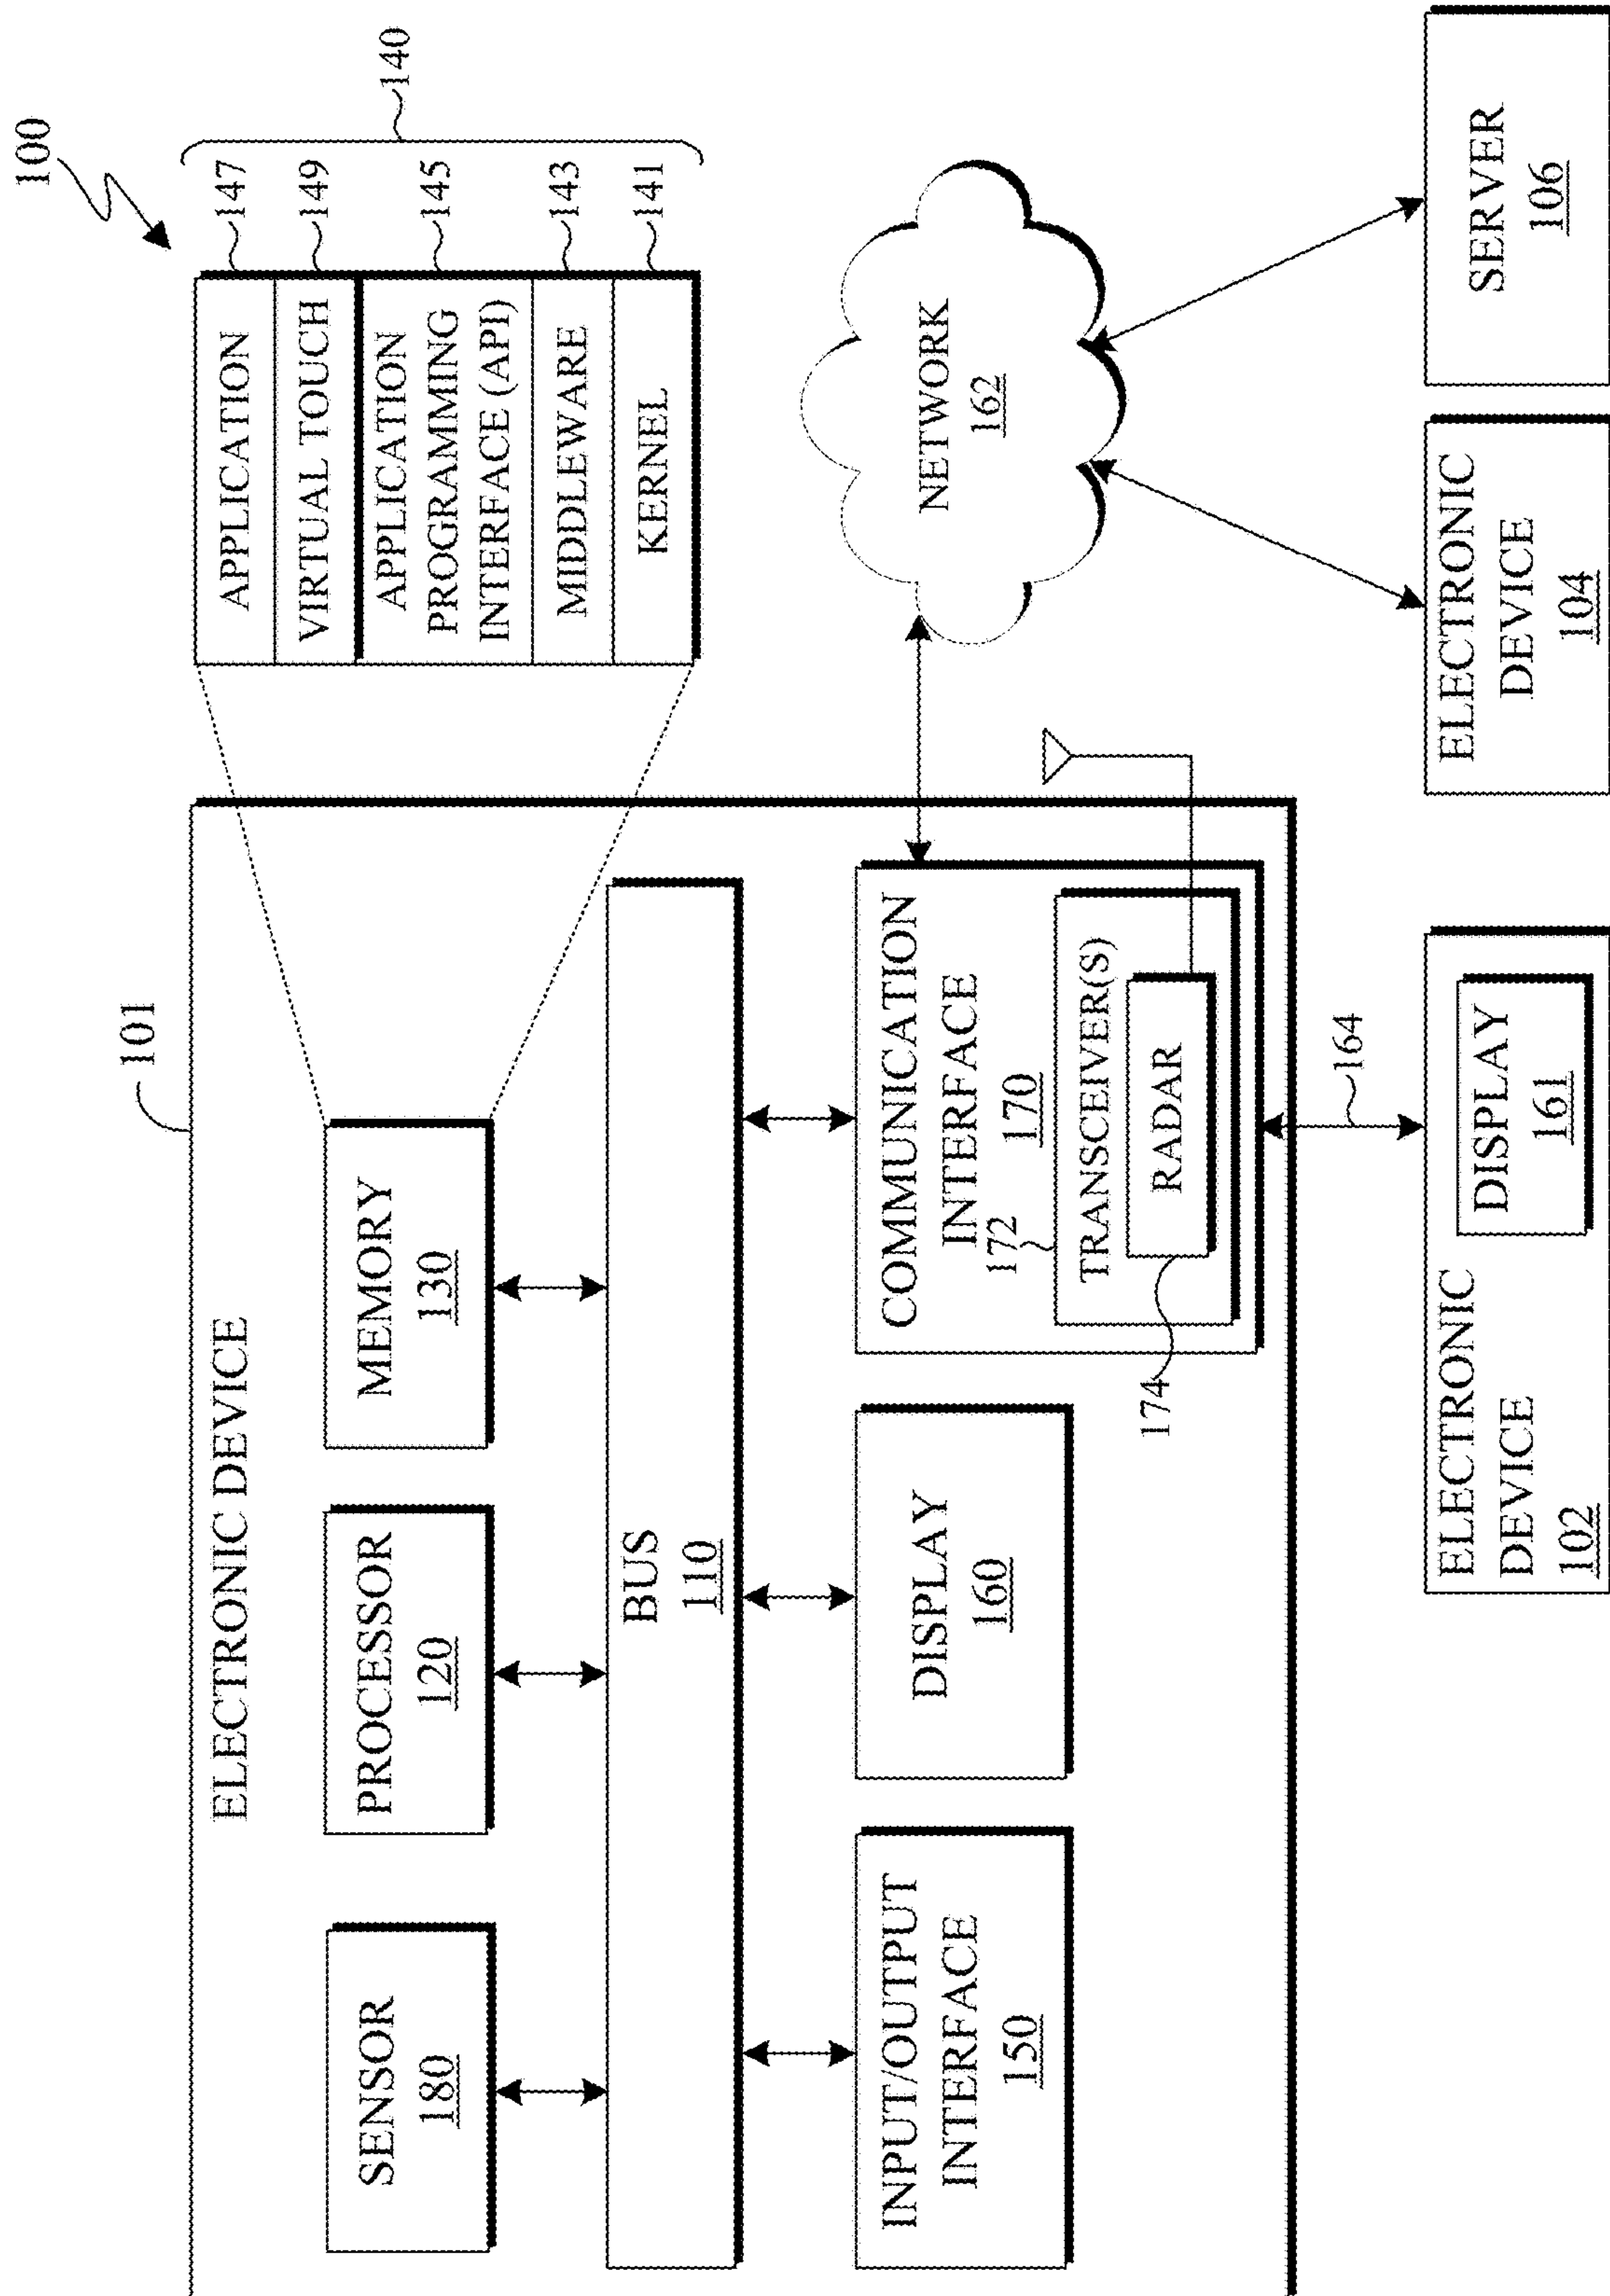 100
101
ELECTRONIC DEVICE
SENSOR
180
PROCESSOR
120
MEMORY
130
APPLICATION
147
VIRTUAL TOUCH
149
APPLICATION
PROGRAMMING
INTERFACE (API)
145
MIDDLEWARE
143
KERNEL
141
140
BUS
110
INPUT/OUTPUT
INTERFACE
150
DISPLAY
160
COMMUNICATION
INTERFACE
170
172
TRANSCEIVER(S)
RADAR
174
NETWORK
162
164
ELECTRONIC
DEVICE
102
DISPLAY
161
ELECTRONIC
DEVICE
104
SERVER
106